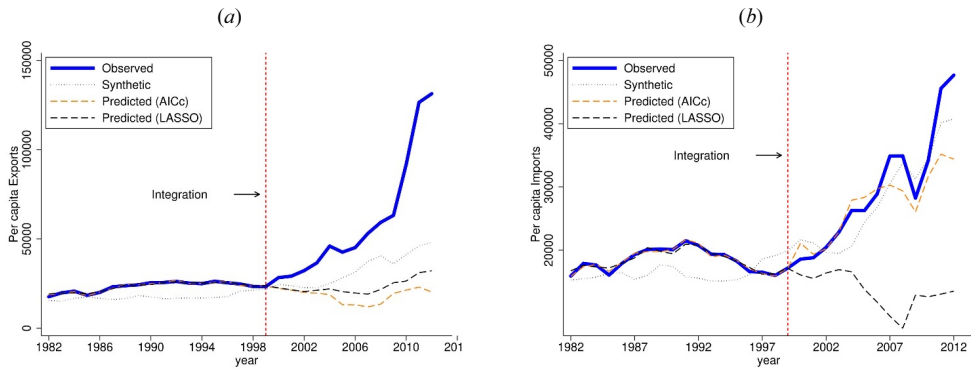 (a)
Per capita Exports
150000
100000
50000
0
Observed
Synthetic
Predicted (AICc)
Predicted (LASSO)
Integration
1982
1986
1990
1994
1998
2002
2006
2010
201
year
(b)
Per capita Imports
50000
40000
30000
20000
Observed
Synthetic
Predicted (AICc)
Predicted (LASSO)
Integration
1982
1987
1992
1997
2002
2007
2012
year